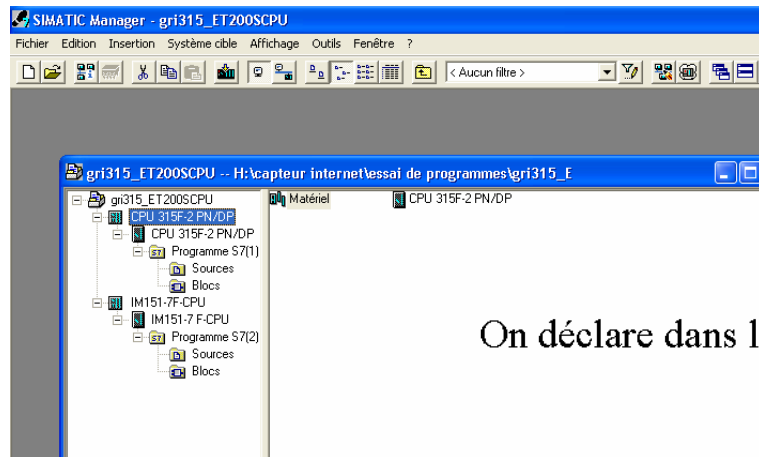 SIMATIC Manager - gri315_ET200SCPU
Fichier Edition Insertion Système cible Affichage Outils Fenêtre ?
< Aucun filtre >
gri315_ET200SCPU -- H:\capteur internet\essai de programmes\gri315_E
gri315_ET200SCPU
CPU 315F-2 PN/DP
CPU 315F-2 PN/DP
Programme S7(1)
Sources
Blocs
IM151-7F-CPU
IM151-7 F-CPU
Programme S7(2)
Sources
Blocs
Matériel CPU 315F-2 PN/DP
On déclare dans l